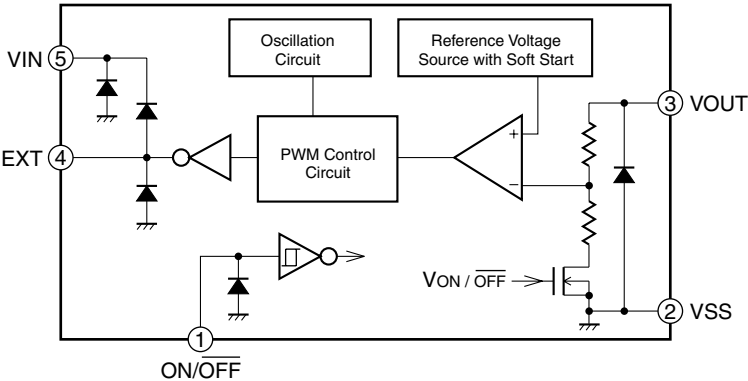 VIN
5
Oscillation
Circuit
Reference Voltage
Source with Soft Start
3
VOUT
EXT
4
PWM Control
Circuit
+
−
VON / OFF
2
VSS
1
ON/OFF